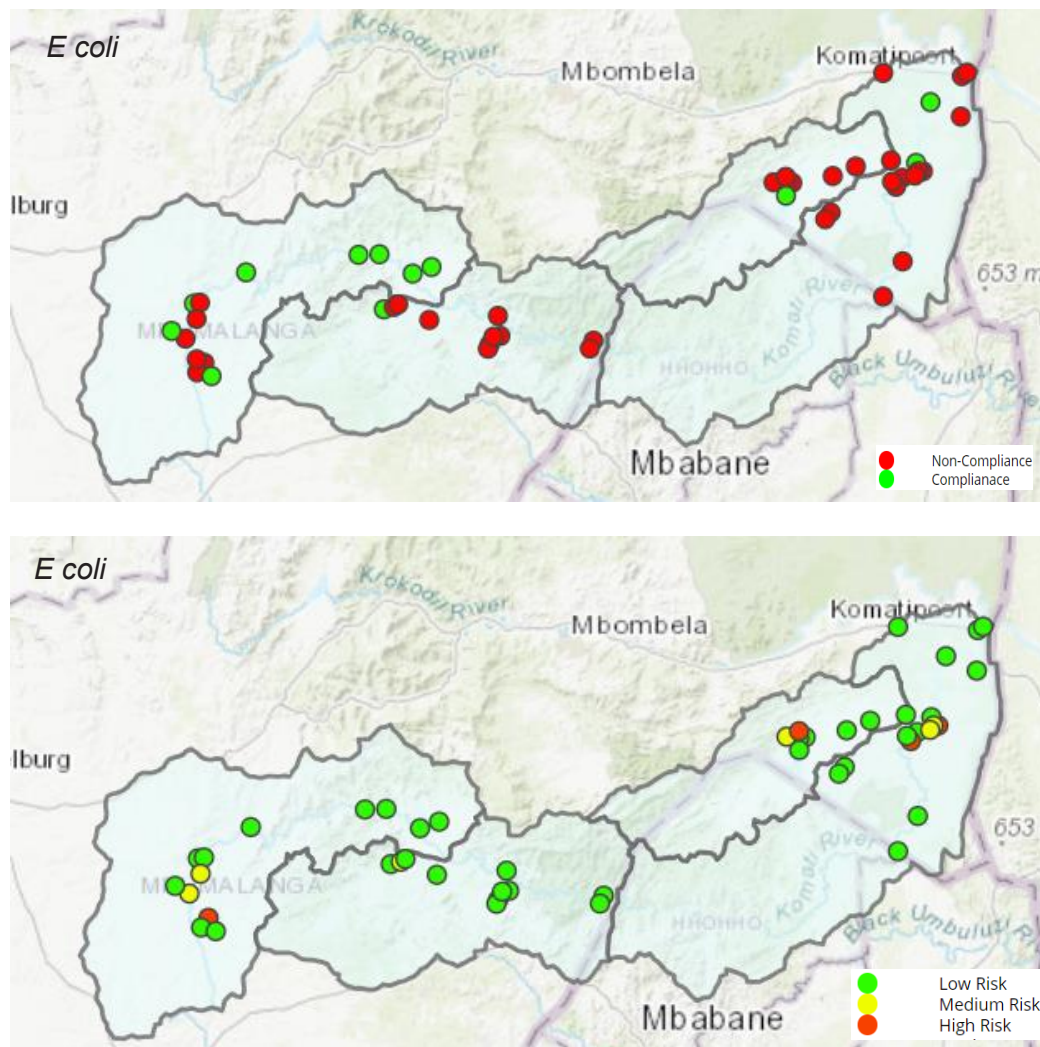 E coli
Krokodil River
Komatipoort
Mbombela
lburg
653 m
MPUMALANGA
Komati River
HHOHHO
Black Umbuluzi River
Mbabane
Non-Compliance
Complianace
E coli
Krokodil River
Komatipoort
Mbombela
lburg
653
MPUMALANGA
Komati River
HHOHHO
Black Umbuluzi Ri
Mbabane
Low Risk
Medium Risk
High Risk